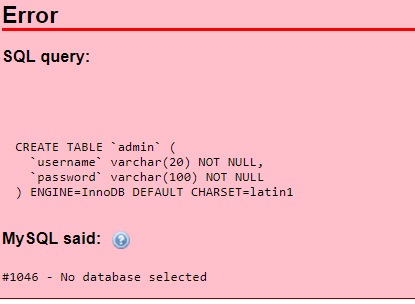 Error
SQL query:
CREATE TABLE `admin` (
`username` varchar(20) NOT NULL,
`password` varchar(100) NOT NULL
) ENGINE=InnoDB DEFAULT CHARSET=latin1
MySQL said:
#1046 - No database selected